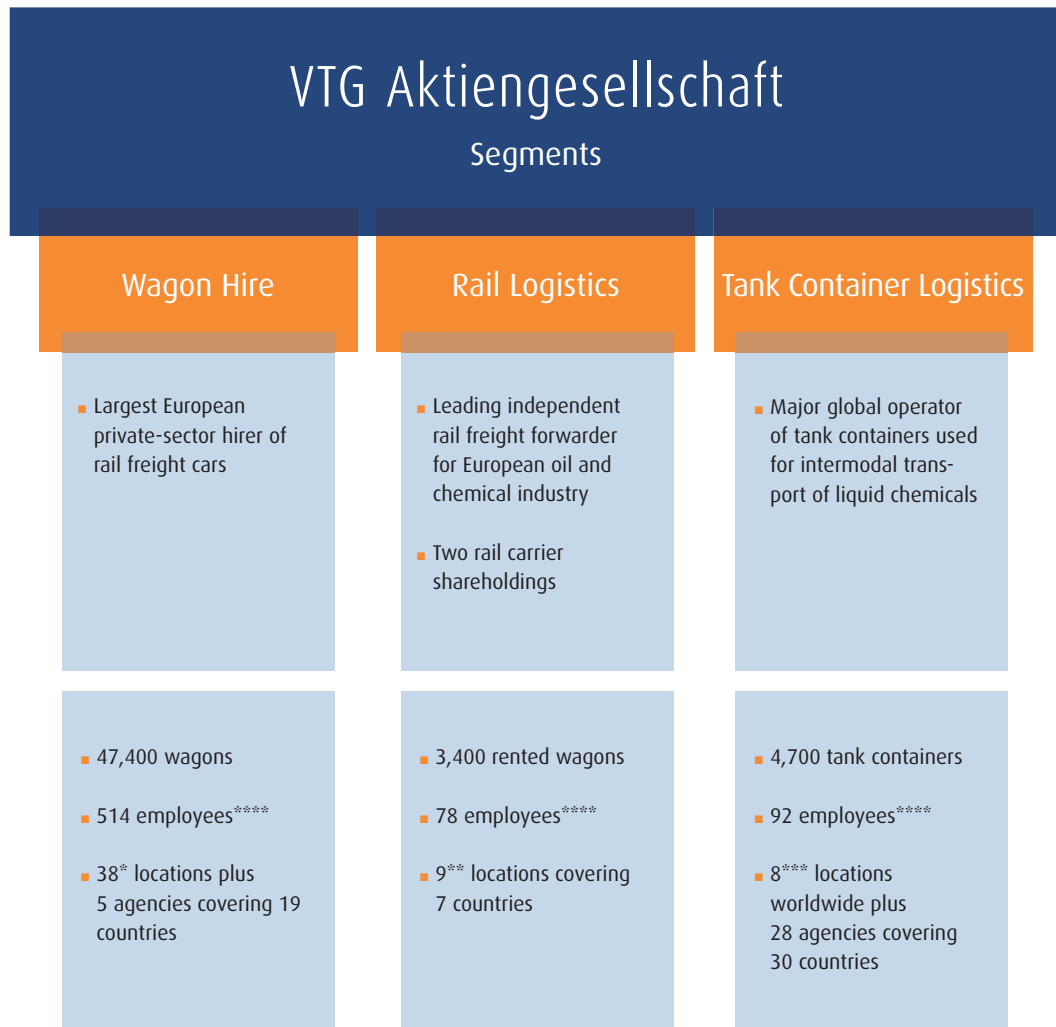 VTG Aktiengesellschaft
Segments
Wagon Hire
▪ Largest European
private-sector hirer of
rail freight cars
▪ 47,400 wagons
▪ 514 employees****
▪ 38* locations plus
5 agencies covering 19
countries
Rail Logistics
▪ Leading independent
rail freight forwarder
for European oil and
chemical industry
▪ Two rail carrier
shareholdings
▪ 3,400 rented wagons
▪ 78 employees****
▪ 9** locations covering
7 countries
Tank Container Logistics
▪ Major global operator
of tank containers used
for intermodal trans-
port of liquid chemicals
▪ 4,700 tank containers
▪ 92 employees****
▪ 8*** locations
worldwide plus
28 agencies covering
30 countries